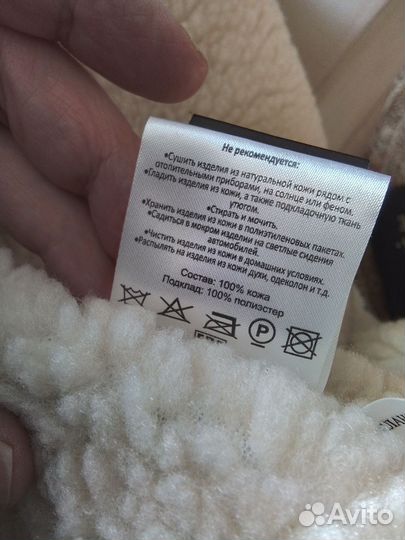 Не рекомендуется:
•Сушить изделия из натуральной кожи рядом с
отопительными приборами, на солнце или феном.
•Гладить изделия из кожи, а также подкладочную ткань
утюгом.
•Стирать и мочить.
•Хранить изделия из кожи в полиэтиленовых пакетах.
•Садиться в мокром изделии на светлые сидения
автомобилей.
•Чистить изделия из кожи в домашних условиях.
•Распылять на изделия из кожи духи, одеколон и т.д.
Состав: 100% кожа
Подклад: 100% полиэстер
P
EAC
Avito